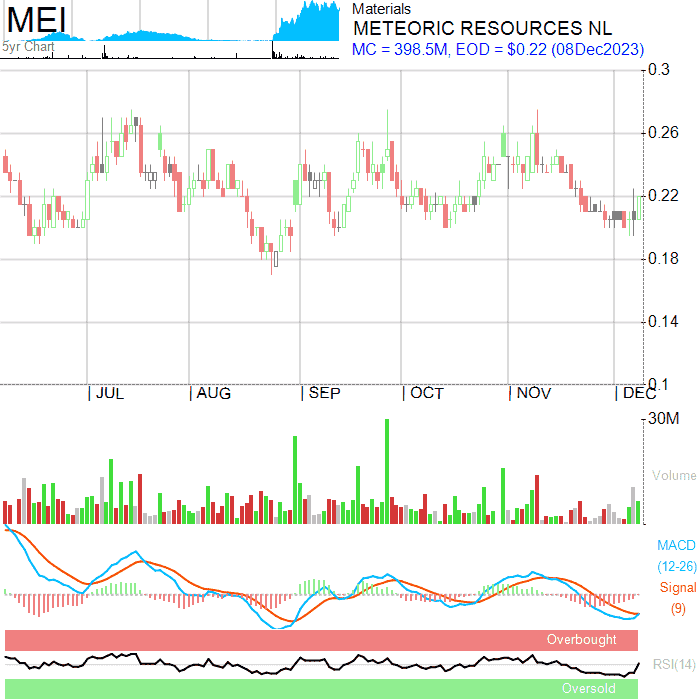 MEI
5yr Chart
Materials
METEORIC RESOURCES NL
MC = 398.5M, EOD = $0.22 (08Dec2023)
0.3
0.26
0.22
0.18
0.14
0.1
JUL AUG SEP OCT NOV DEC
30M
Volume
MACD
(12-26)
Signal
(9)
Overbought
RSI(14)
Oversold